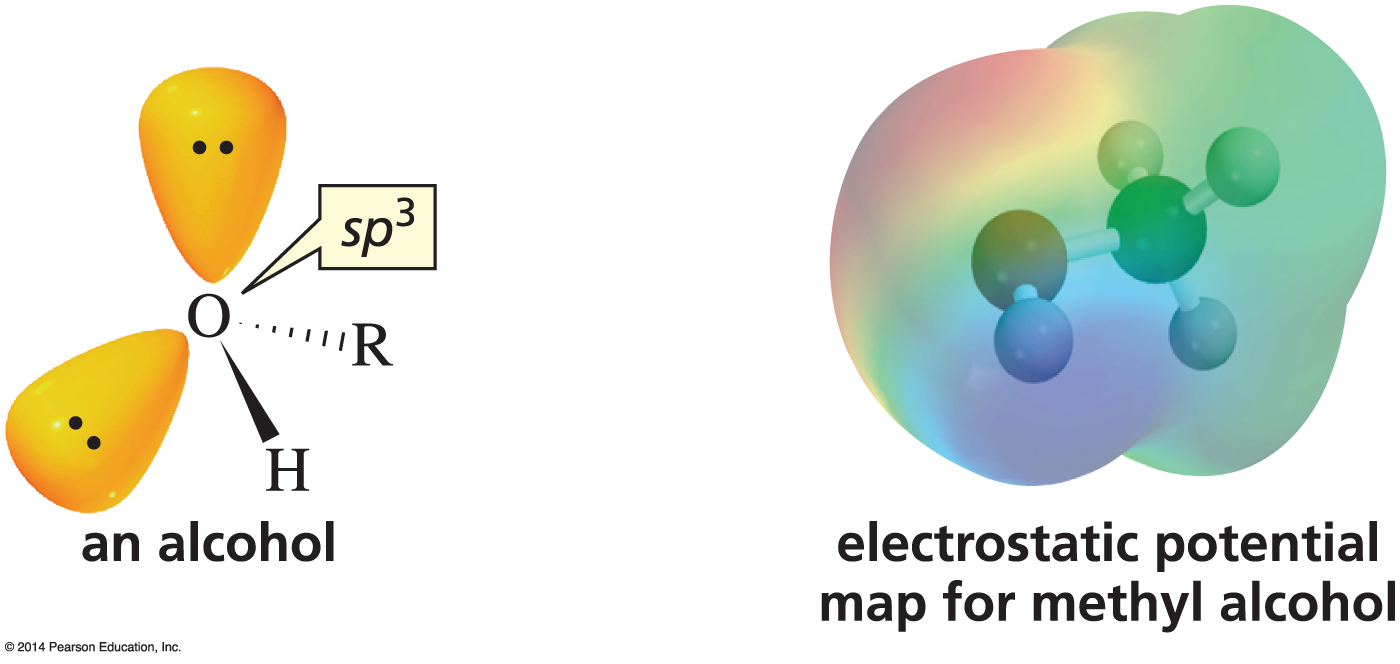 sp³
O
R
H
an alcohol
electrostatic potential
map for methyl alcohol
© 2014 Pearson Education, Inc.